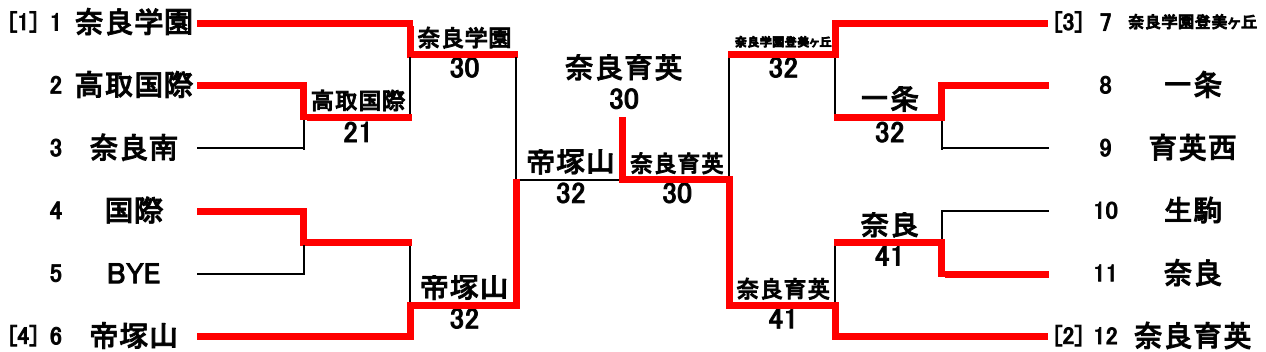 [1] 1 奈良学園
2 高取国際
3 奈良南
4 国際
5 BYE
[4] 6 帝塚山
高取国際
21
奈良学園
30
帝塚山
32
帝塚山
32
奈良育英
30
奈良育英
30
奈良学園登美ヶ丘
32
奈良育英
41
一条
32
奈良
41
[3] 7 奈良学園登美ヶ丘
8 一条
9 育英西
10 生駒
11 奈良
[2] 12 奈良育英